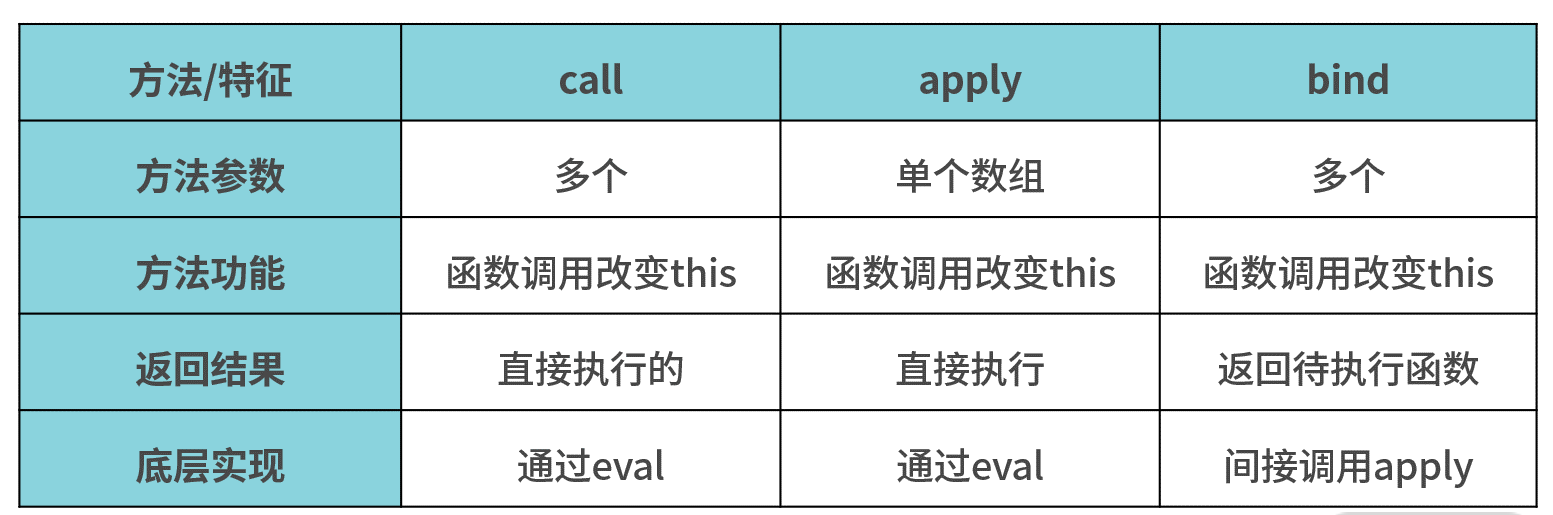 方法/特征 call apply bind
方法参数 多个 单个数组 多个
方法功能 函数调用改变this 函数调用改变this 函数调用改变this
返回结果 直接执行的 直接执行 返回待执行函数
底层实现 通过eval 通过eval 间接调用apply